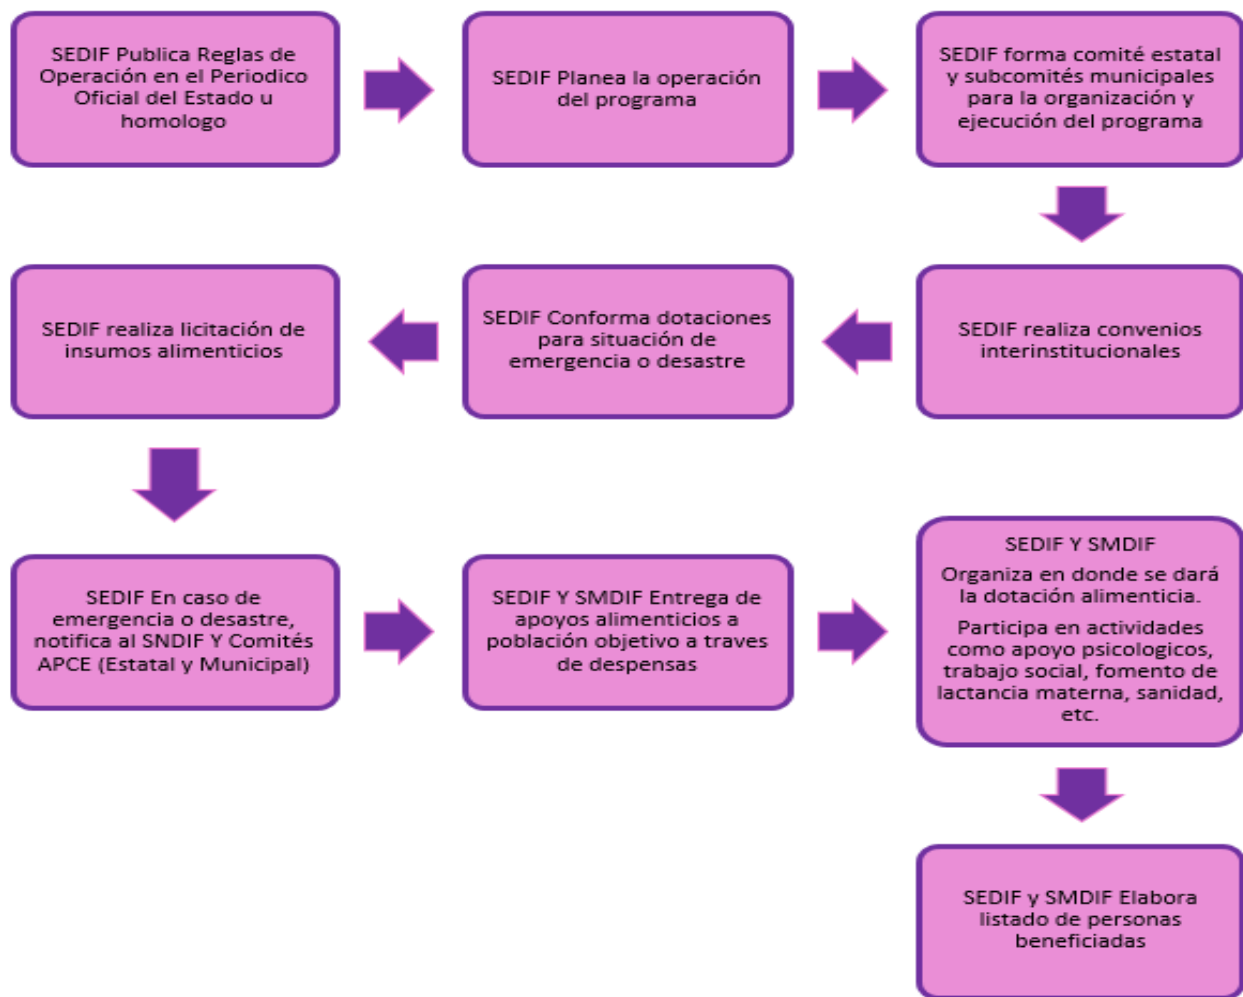 SEDIF Publica Reglas de
Operación en el Periodico
Oficial del Estado u
homologo
SEDIF Planea la operación
del programa
SEDIF forma comité estatal
y subcomités municipales
para la organización y
ejecución del programa
SEDIF realiza convenios
interinstitucionales
SEDIF Conforma dotaciones
para situación de
emergencia o desastre
SEDIF realiza licitación de
insumos alimenticios
SEDIF En caso de
emergencia o desastre,
notifica al SNDIF Y Comités
APCE (Estatal y Municipal)
SEDIF Y SMDIF Entrega de
apoyos alimenticios a
población objetivo a traves
de despensas
SEDIF Y SMDIF
Organiza en donde se dará
la dotación alimenticia.
Participa en actividades
como apoyo psicologicos,
trabajo social, fomento de
lactancia materna, sanidad,
etc.
SEDIF y SMDIF Elabora
listado de personas
beneficiadas